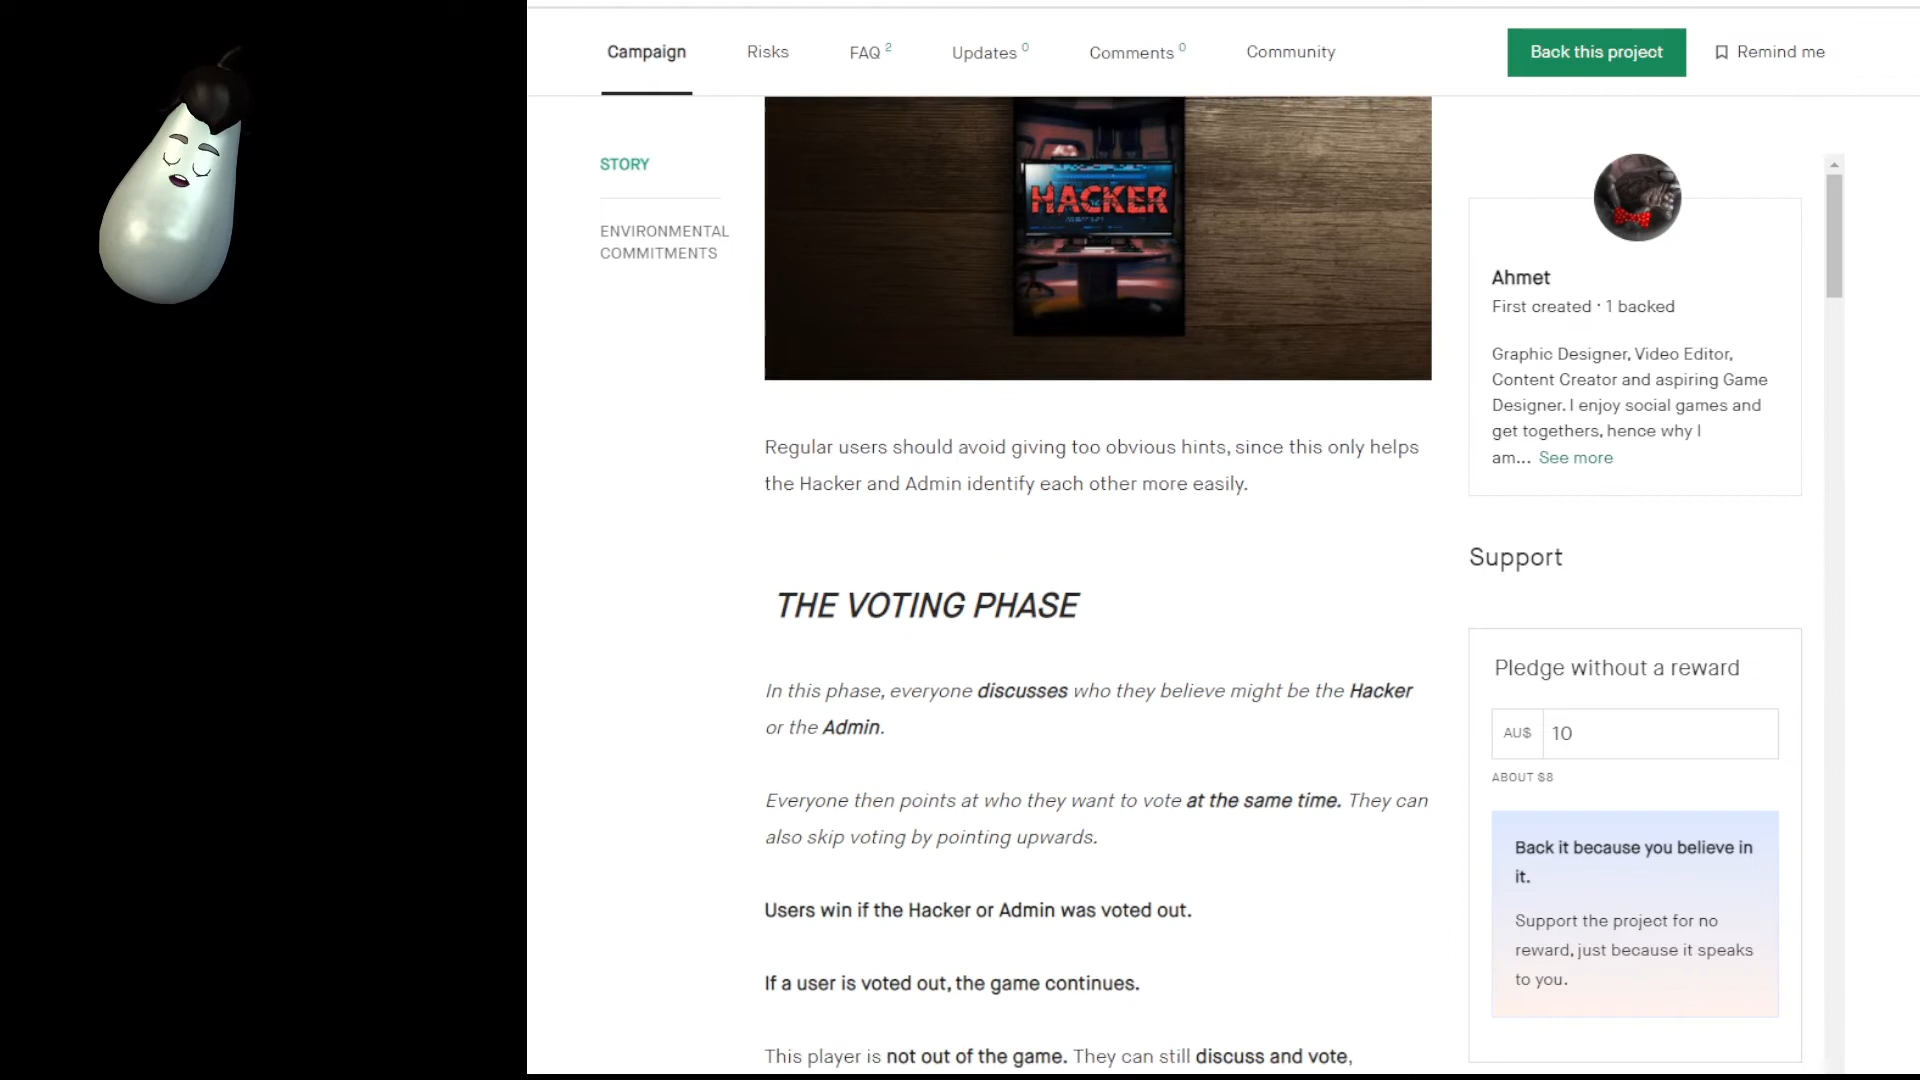 Campaign Risks FAQ 2 Updates 0 Comments 0 Community Back this project Remind me
STORY
ENVIRONMENTAL
COMMITMENTS
HACKER
Regular users should avoid giving too obvious hints, since this only helps
the Hacker and Admin identify each other more easily.
THE VOTING PHASE
In this phase, everyone discusses who they believe might be the Hacker
or the Admin.
Everyone then points at who they want to vote at the same time. They can
also skip voting by pointing upwards.
Users win if the Hacker or Admin was voted out.
If a user is voted out, the game continues.
This player is not out of the game. They can still discuss and vote,
Ahmet
First created · 1 backed
Graphic Designer, Video Editor,
Content Creator and aspiring Game
Designer. I enjoy social games and
get togethers, hence why I
am... See more
Support
Pledge without a reward
AU$ 10
ABOUT $8
Back it because you believe in
it.
Support the project for no
reward, just because it speaks
to you.